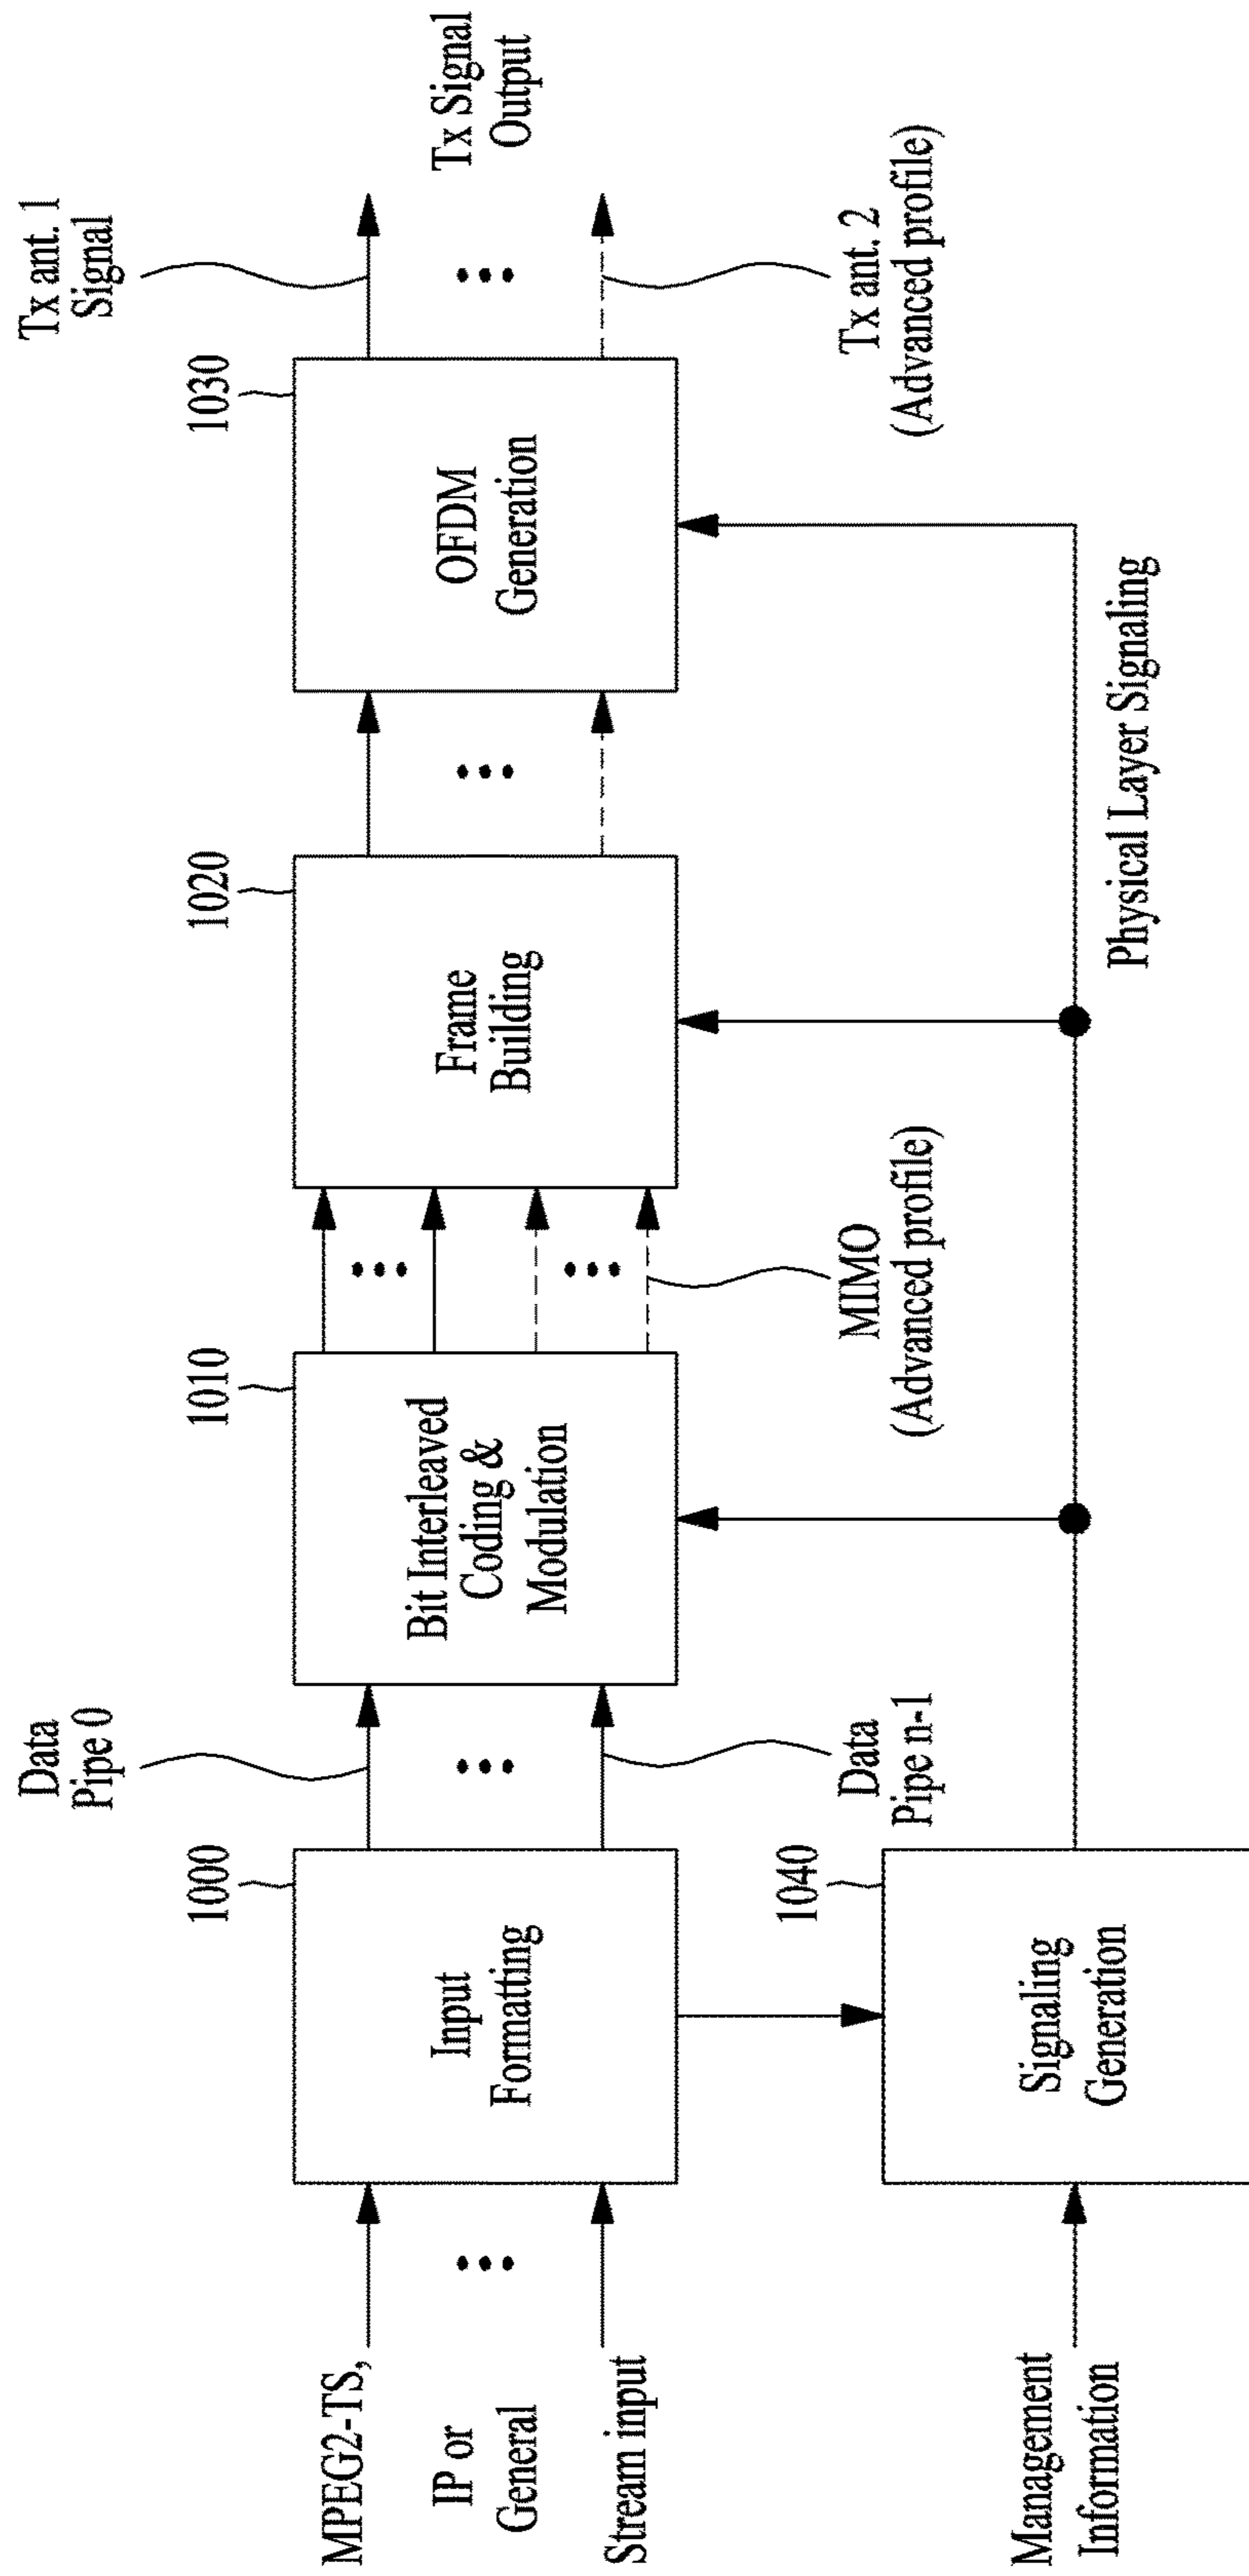 Tx ant. 1
Signal
Tx Signal
Output
Tx ant. 2
(Advanced profile)
1030
OFDM
Generation
1020
Frame
Building
MIMO
(Advanced profile)
Physical Layer Signaling
1010
Bit Interleaved
Coding &
Modulation
Data
Pipe 0
Data
Pipe n-1
1000
Input
Formatting
1040
Signaling
Generation
MPEG2-TS,
IP or
General
Stream input
Management
Information